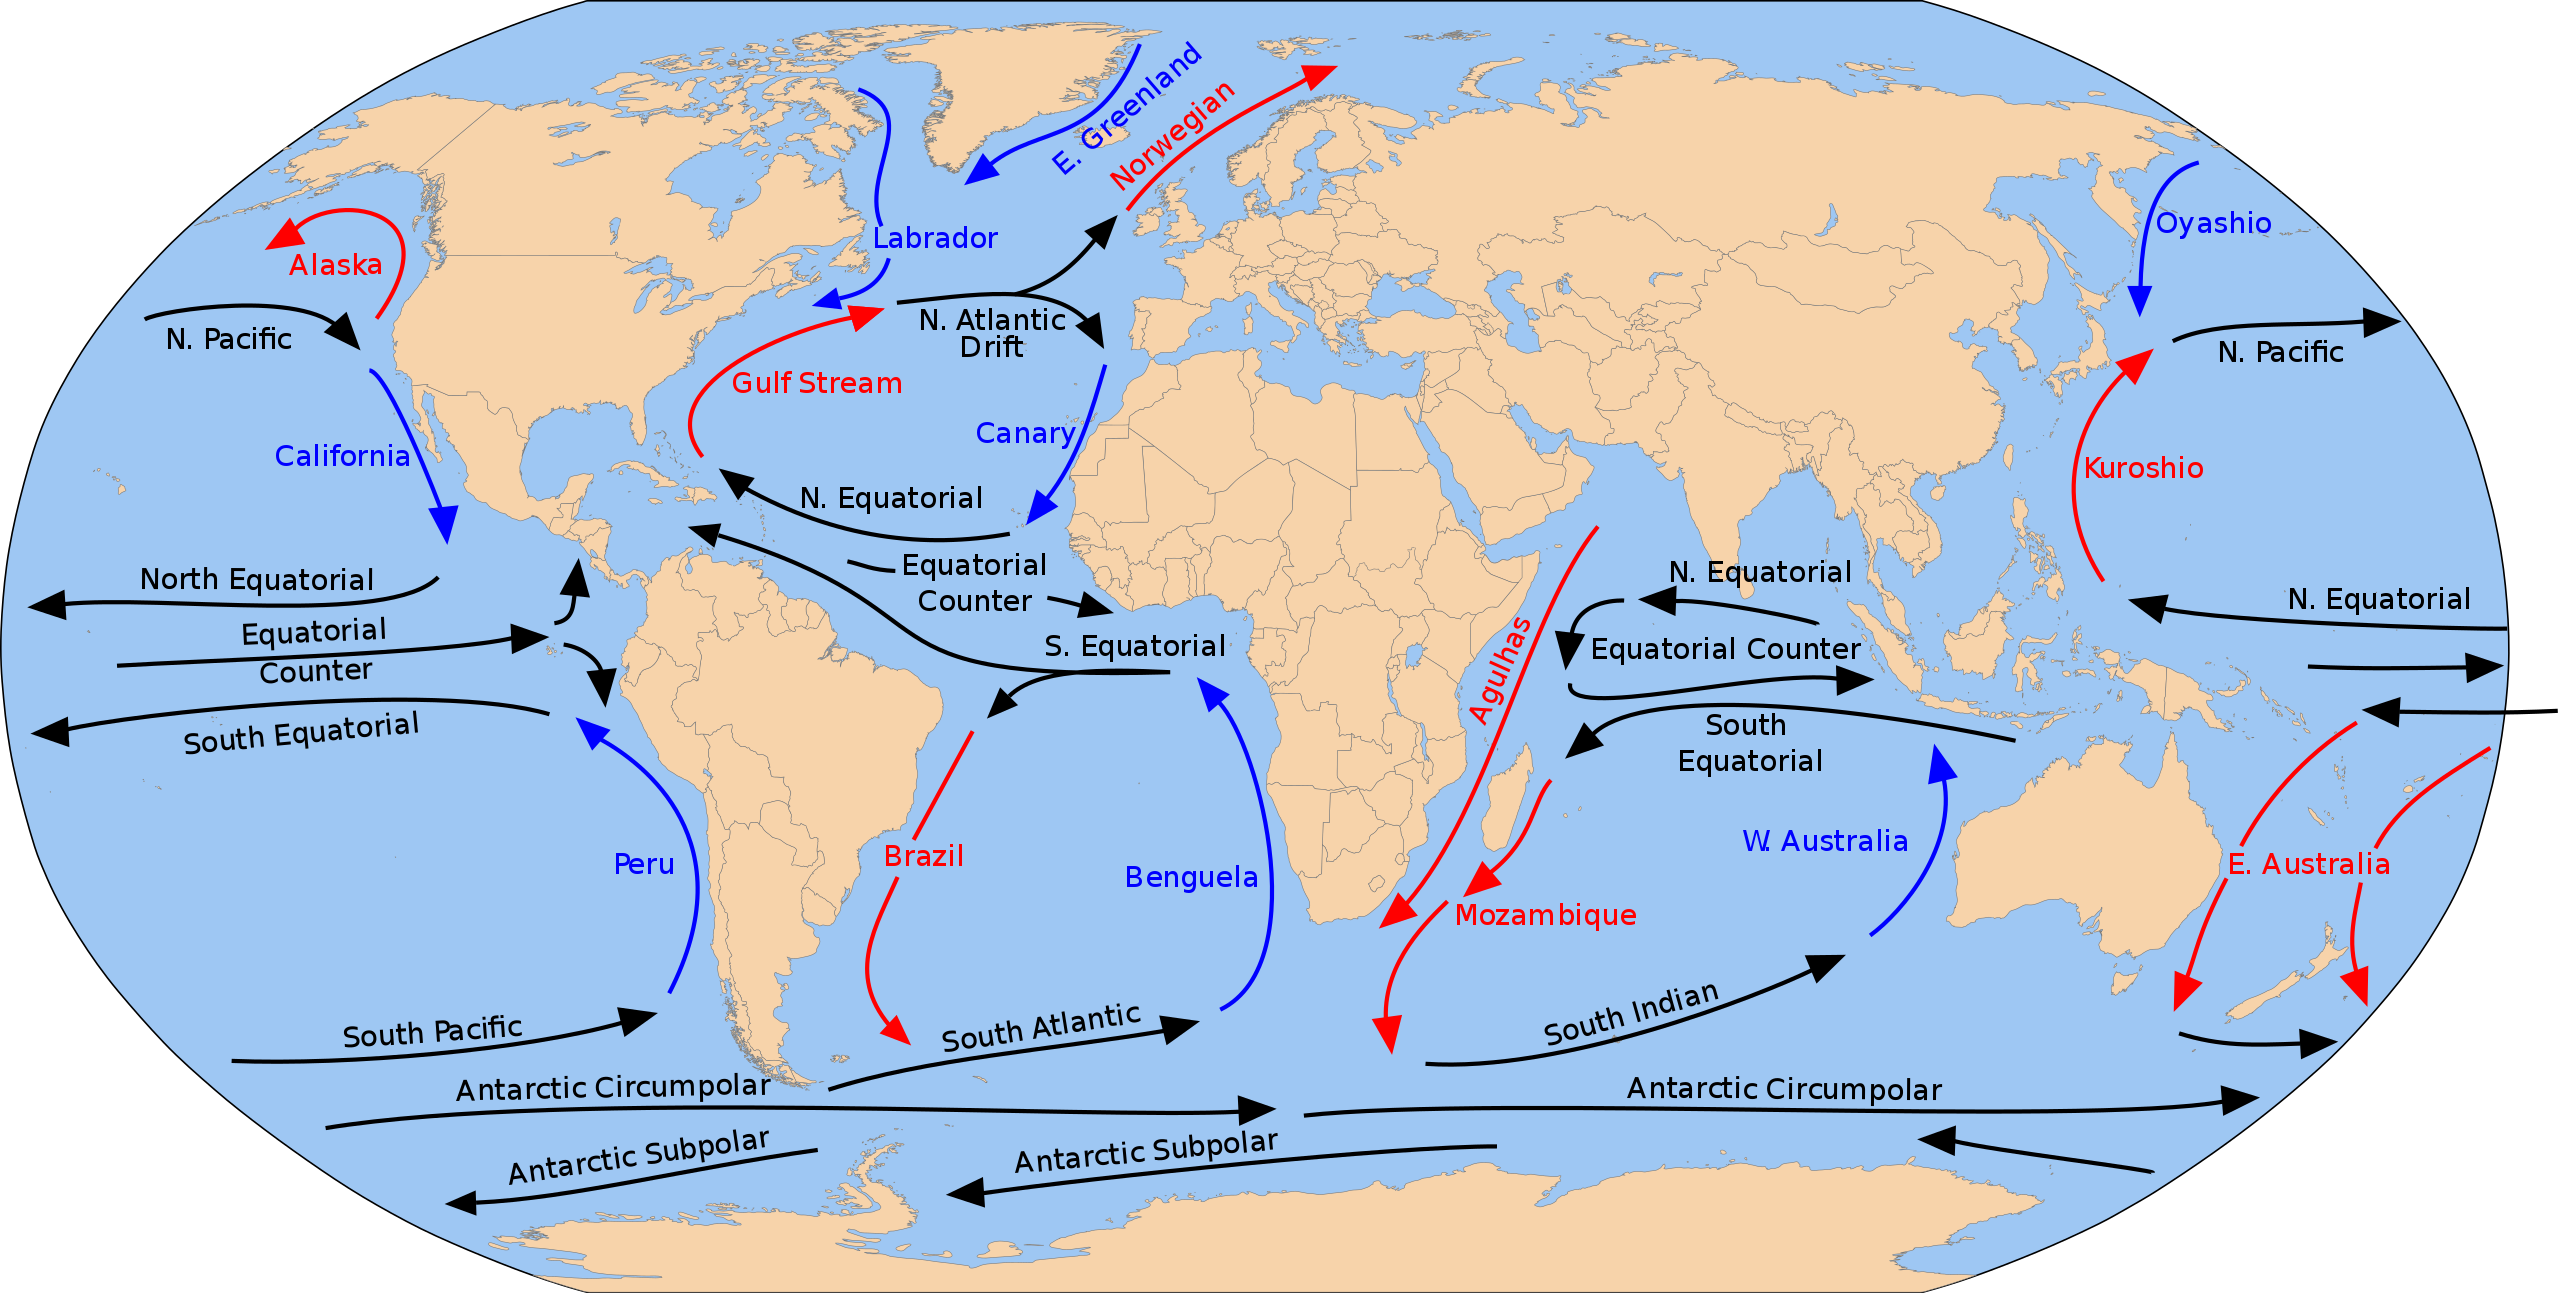 E. Greenland
Norwegian
Labrador
Oyashio
Alaska
N. Pacific
N. Atlantic
Drift
N. Pacific
Gulf Stream
California
Canary
Kuroshio
N. Equatorial
North Equatorial
Equatorial
Counter
N. Equatorial
N. Equatorial
Equatorial
Counter
S. Equatorial
Agulhas
Equatorial Counter
South Equatorial
South
Equatorial
Peru
Brazil
Benguela
W. Australia
E. Australia
Mozambique
South Pacific
South Atlantic
South Indian
Antarctic Circumpolar
Antarctic Circumpolar
Antarctic Subpolar
Antarctic Subpolar